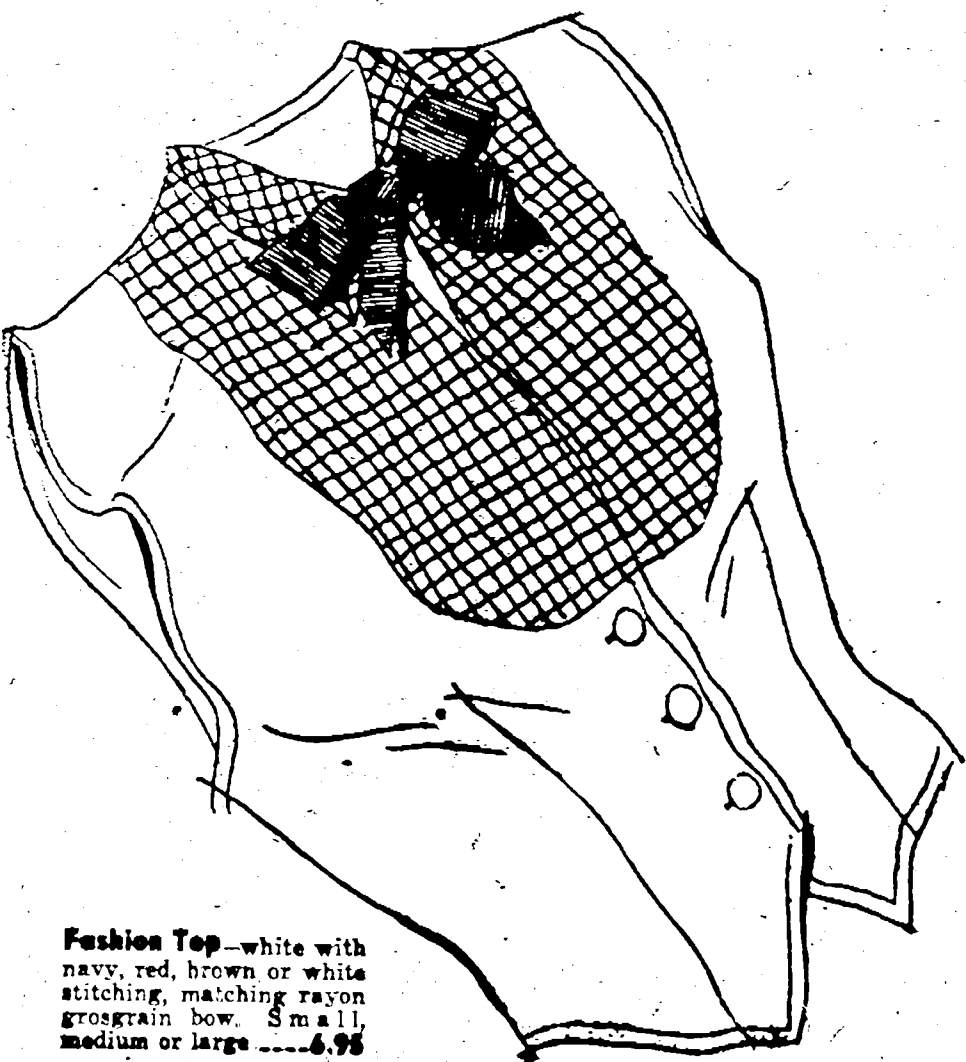 Fashion Top—white with
navy, red, brown or white
stitching, matching rayon
grosgrain bow. Small,
medium or large ----6.95